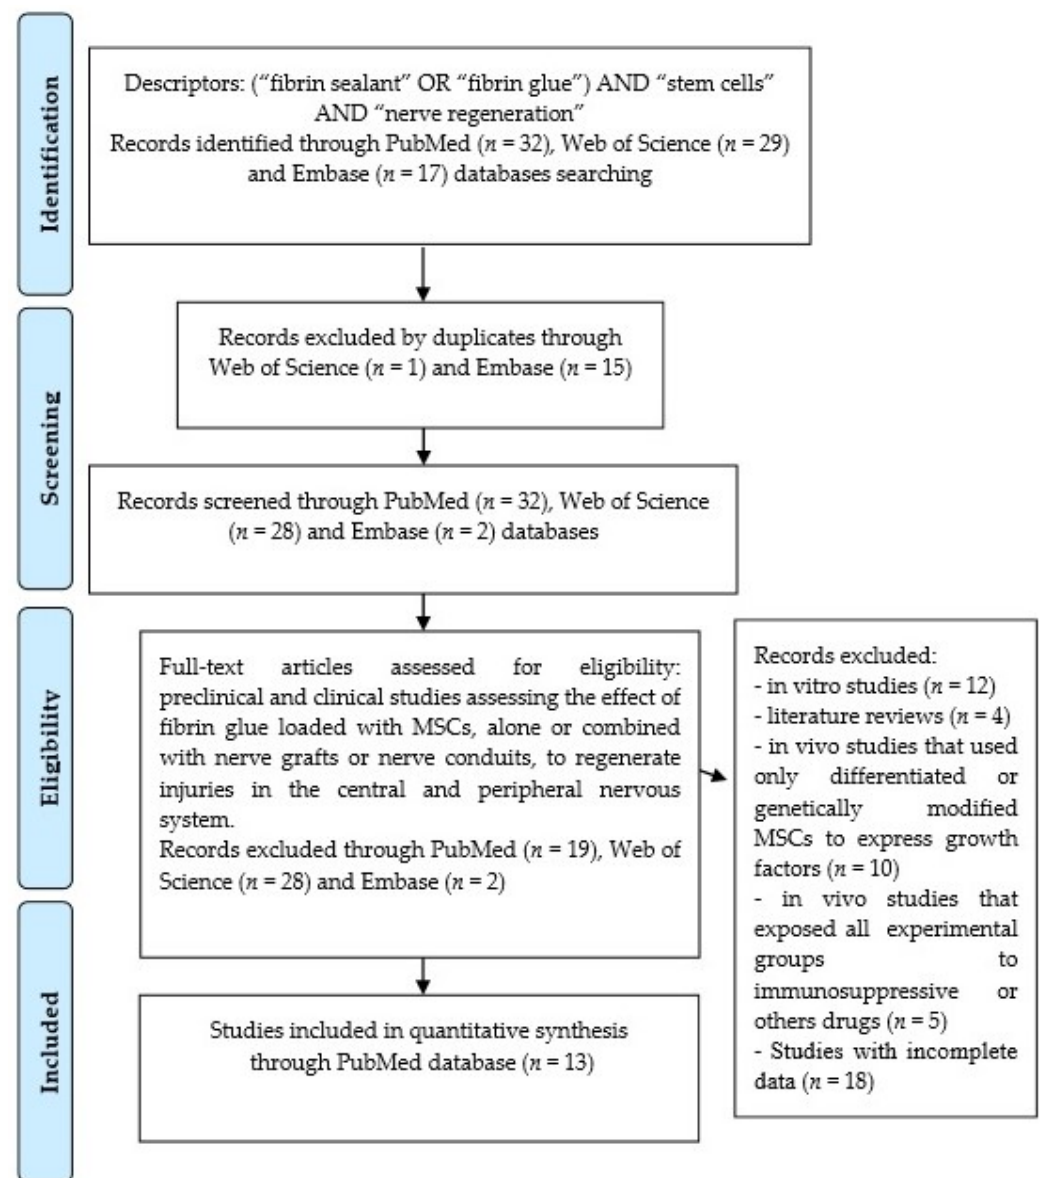 Identification
Descriptors: (“fibrin sealant” OR “fibrin glue”) AND “stem cells”
AND “nerve regeneration”
Records identified through PubMed (n = 32), Web of Science (n = 29)
and Embase (n = 17) databases searching
Screening
Records excluded by duplicates through
Web of Science (n = 1) and Embase (n = 15)
Records screened through PubMed (n = 32), Web of Science
(n = 28) and Embase (n = 2) databases
Eligibility
Full-text articles assessed for eligibility:
preclinical and clinical studies assessing the effect of
fibrin glue loaded with MSCs, alone or combined
with nerve grafts or nerve conduits, to regenerate
injuries in the central and peripheral nervous
system.
Records excluded through PubMed (n = 19), Web of
Science (n = 28) and Embase (n = 2)
Records excluded:
- in vitro studies (n = 12)
- literature reviews (n = 4)
- in vivo studies that used
only differentiated or
genetically modified
MSCs to express growth
factors (n = 10)
- in vivo studies that
exposed all experimental
groups to
immunosuppressive or
others drugs (n = 5)
- Studies with incomplete
data (n = 18)
Included
Studies included in quantitative synthesis
through PubMed database (n = 13)